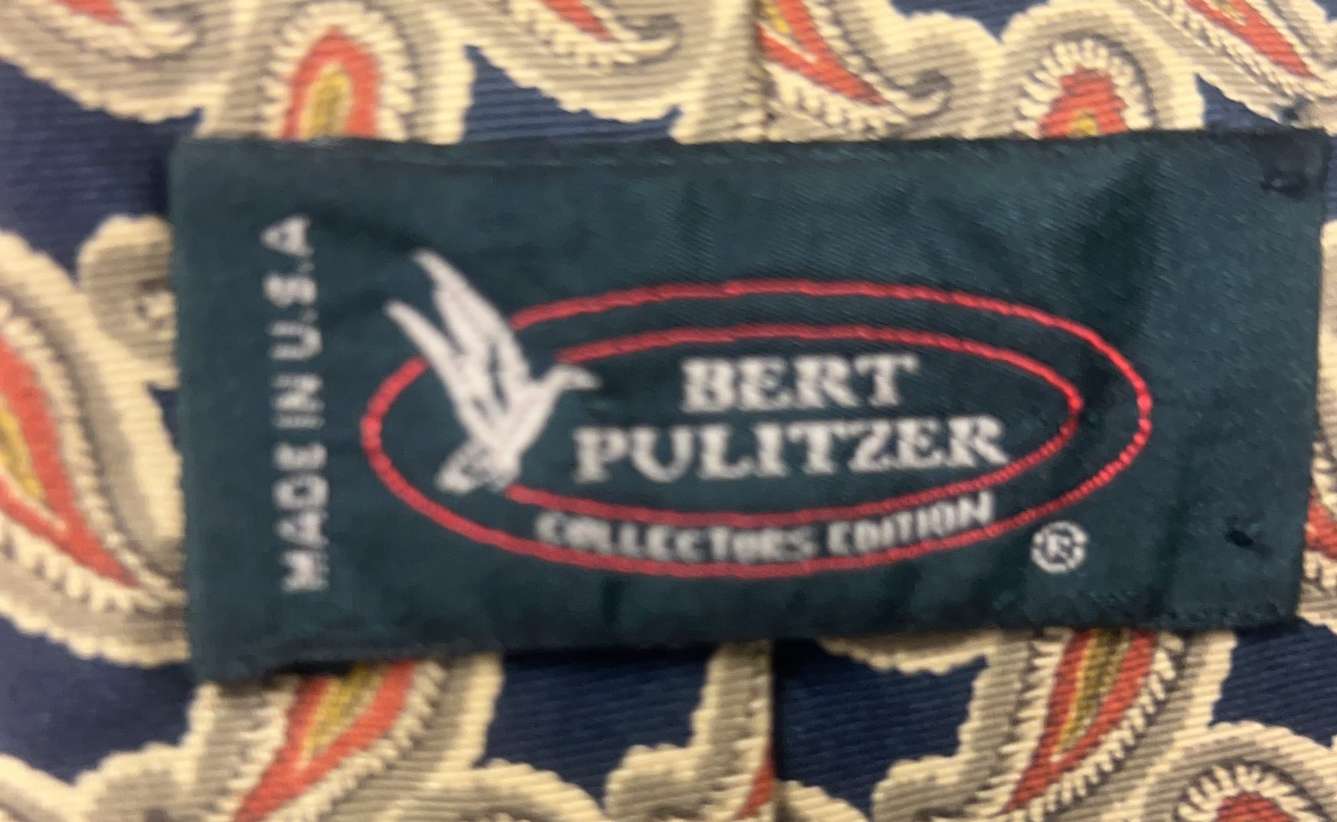 MADE IN U.S.A
BERT
PULITZER
COLLECTORS EDITION
®